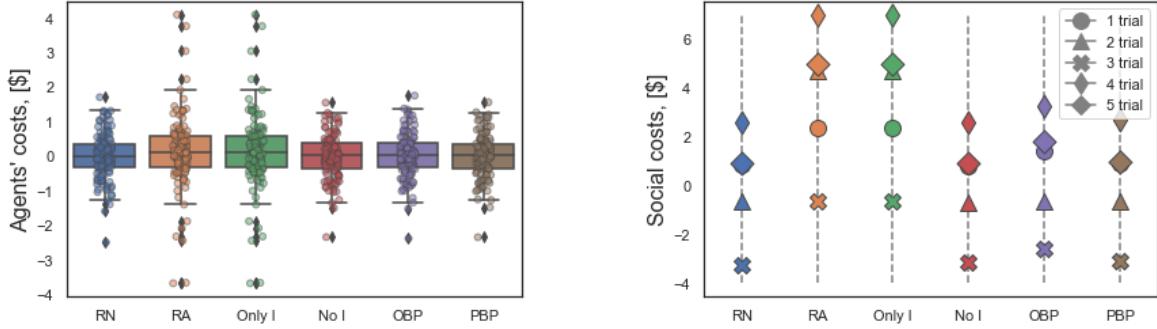 Agents' costs, [$]
4
3
2
1
0
−1
−2
−3
−4
RN RA Only I No I OBP PBP
Social costs, [$]
6
4
2
0
−2
−4
1 trial
2 trial
3 trial
4 trial
5 trial
RN RA Only I No I OBP PBP